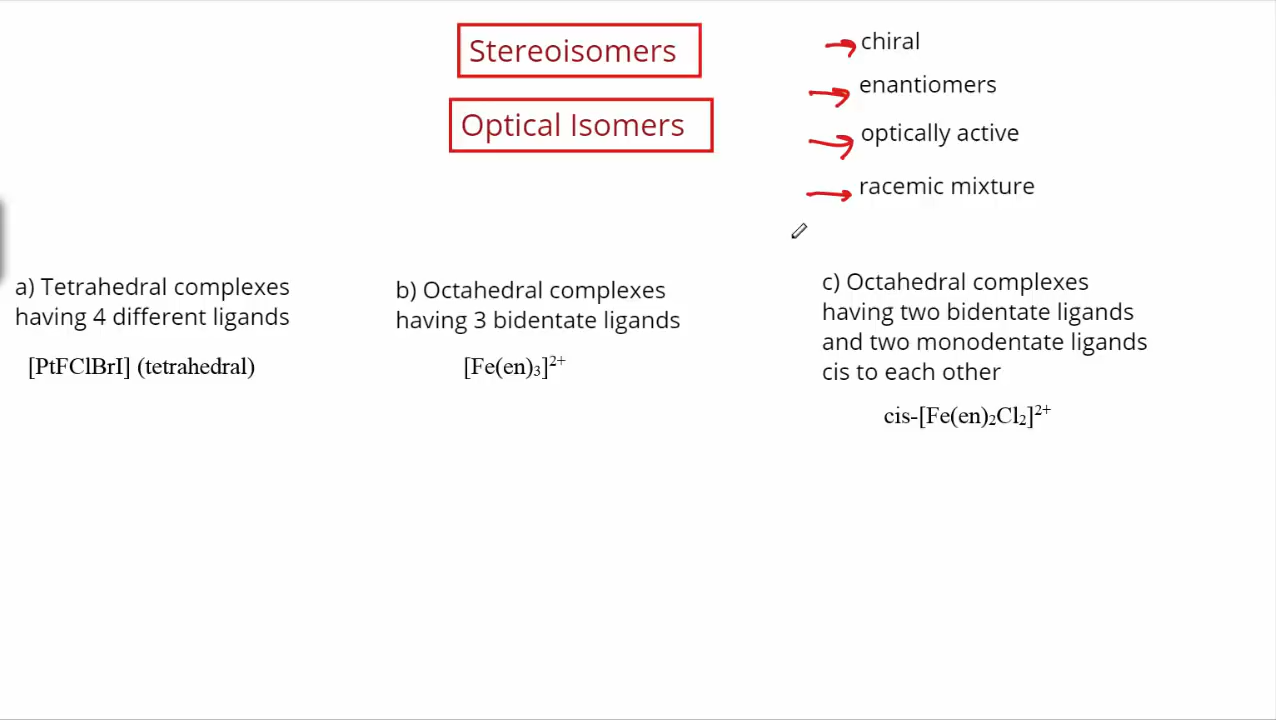 Stereoisomers
Optical Isomers
chiral
enantiomers
optically active
racemic mixture
a) Tetrahedral complexes
having 4 different ligands
[PtFClBrI] (tetrahedral)
b) Octahedral complexes
having 3 bidentate ligands
[Fe(en)₃]²⁺
c) Octahedral complexes
having two bidentate ligands
and two monodentate ligands
cis to each other
cis-[Fe(en)₂Cl₂]²⁺